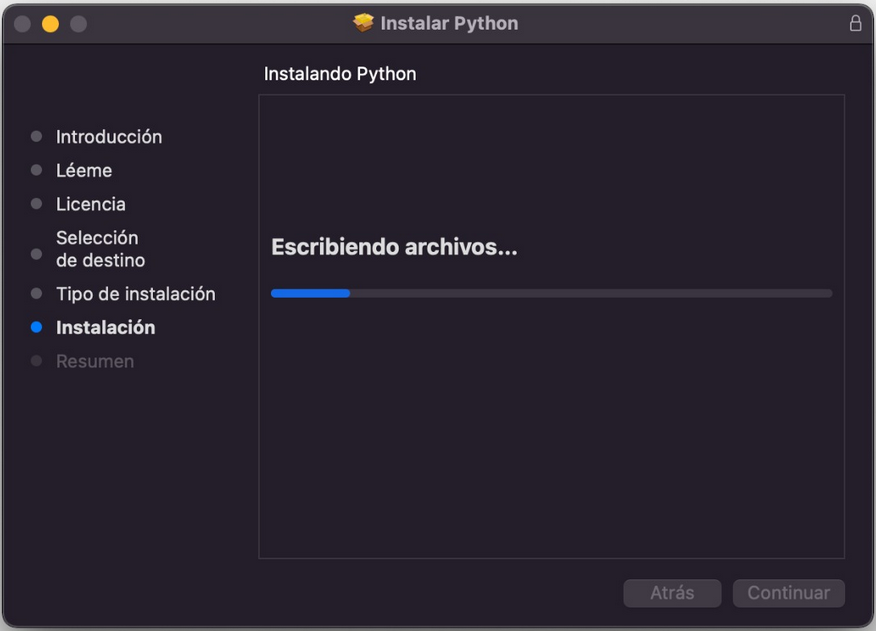 Instalar Python
Instalando Python
Introducción
Léeme
Licencia
Selección
de destino
Tipo de instalación
Instalación
Resumen
Escribiendo archivos...
Atrás
Continuar